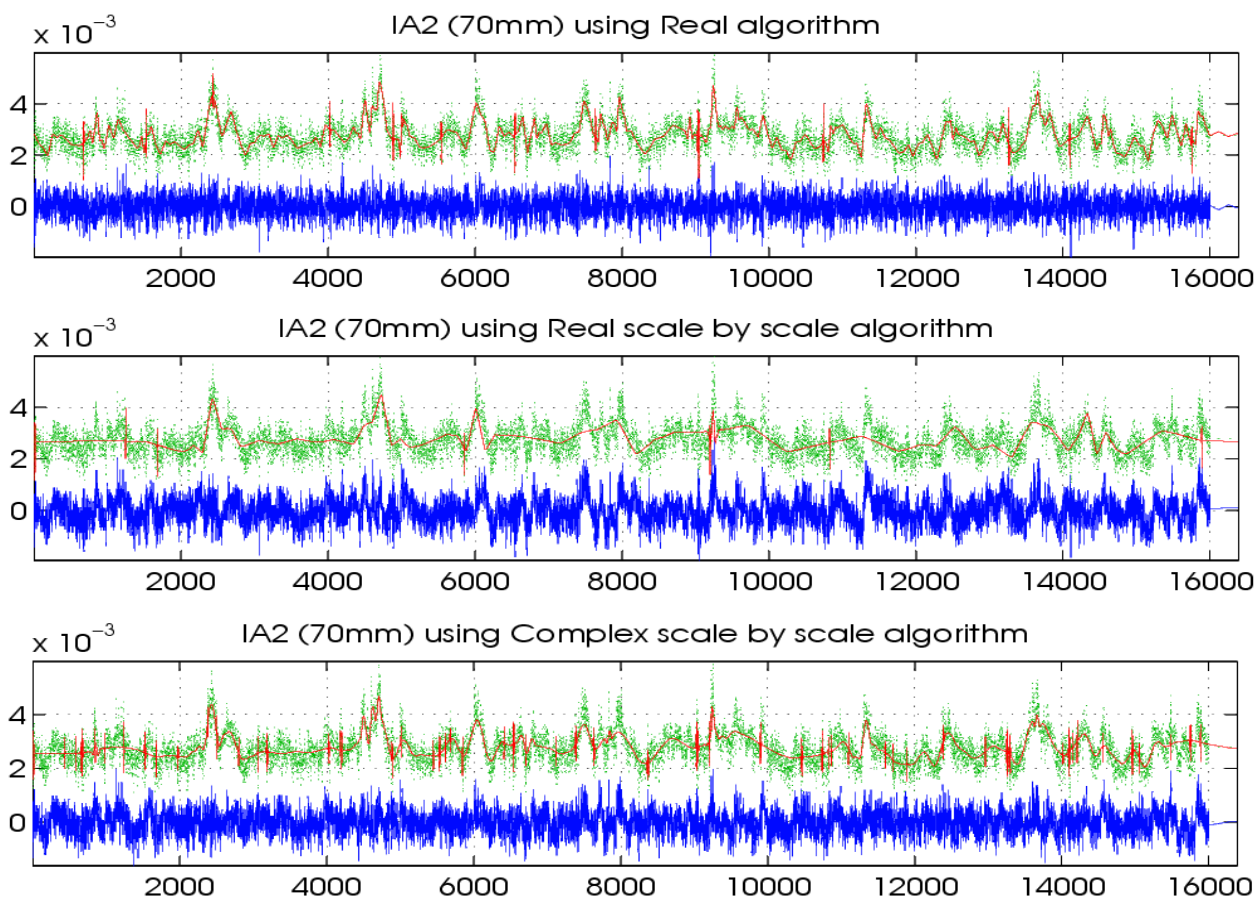 IA2 (70mm) using Real algorithm
x 10⁻³
4
2
0
2000 4000 6000 8000 10000 12000 14000 16000
IA2 (70mm) using Real scale by scale algorithm
x 10⁻³
4
2
0
2000 4000 6000 8000 10000 12000 14000 16000
IA2 (70mm) using Complex scale by scale algorithm
x 10⁻³
4
2
0
2000 4000 6000 8000 10000 12000 14000 16000